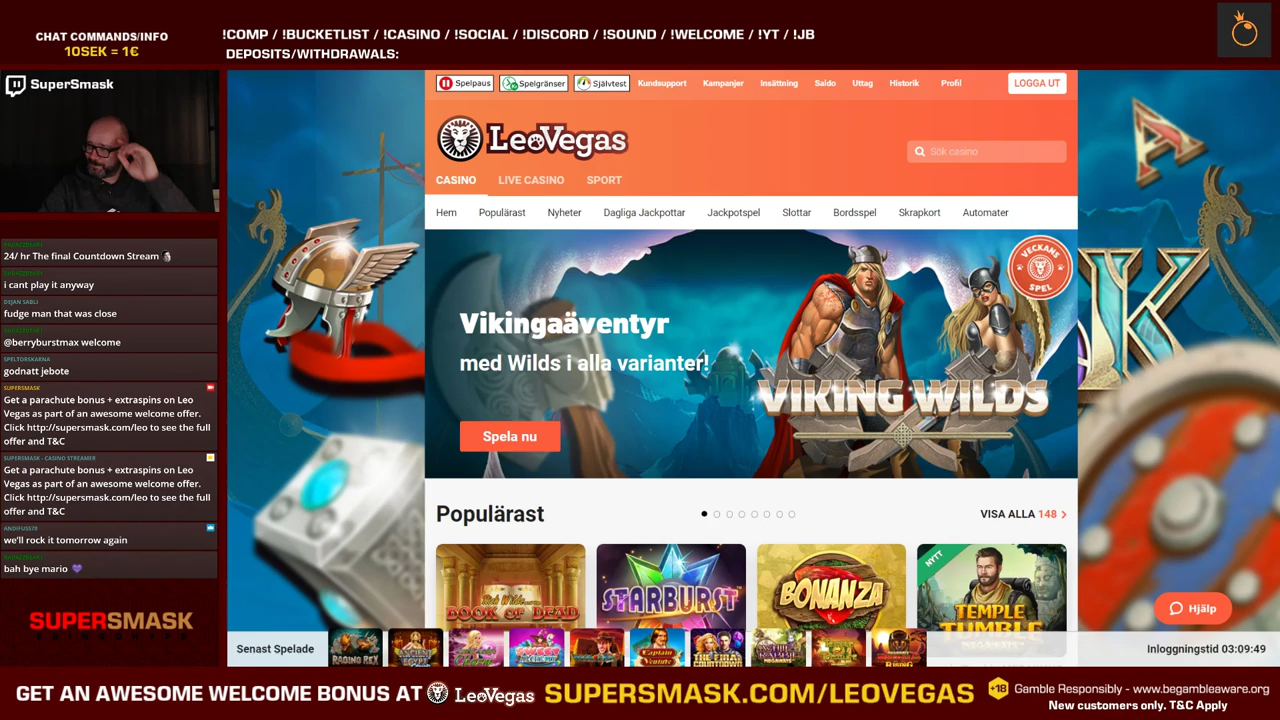 CHAT COMMANDS/INFO
10SEK = 1€
!COMP / !BUCKETLIST / !CASINO / !SOCIAL / !DISCORD / !SOUND / !WELCOME / !YT / !JB
DEPOSITS/WITHDRAWALS:
SuperSmask
24/ hr The final Countdown Stream
i cant play it anyway
DEJAN SABLI
fudge man that was close
@berryburstmax welcome
SPELTORSKARNA
godnatt jebote
SUPERSMASK
Get a parachute bonus + extraspins on Leo
Vegas as part of an awesome welcome offer.
Click http://supersmask.com/leo to see the full
offer and T&C
SUPERSMASK - CASINO STREAMER
Get a parachute bonus + extraspins on Leo
Vegas as part of an awesome welcome offer.
Click http://supersmask.com/leo to see the full
offer and T&C
ANDIFUSS78
we'll rock it tomorrow again
bah bye mario
SUPERSMASK
Spelpaus Spelgränser Självtest Kundsupport Kampanjer Insättning Saldo Uttag Historik Profil LOGGA UT
LeoVegas
Sök casino
CASINO LIVE CASINO SPORT
Hem Populärast Nyheter Dagliga Jackpottar Jackpotspel Slottar Bordsspel Skrapkort Automater
VECKANS
SPEL
Vikingaäventyr
med Wilds i alla varianter!
VIKING WILDS
Spela nu
A
K
Populärast
VISA ALLA 148
BOOK OF DEAD
STARBURST
BONANZA
NYTT
TEMPLE
TUMBLE
Hjälp
Senast Spelade
RAGING REX
Captain
Venture
Inloggningstid 03:09:49
GET AN AWESOME WELCOME BONUS AT LeoVegas SUPERSMASK.COM/LEOVEGAS
+18 Gamble Responsibly - www.begambleaware.org
New customers only. T&C Apply